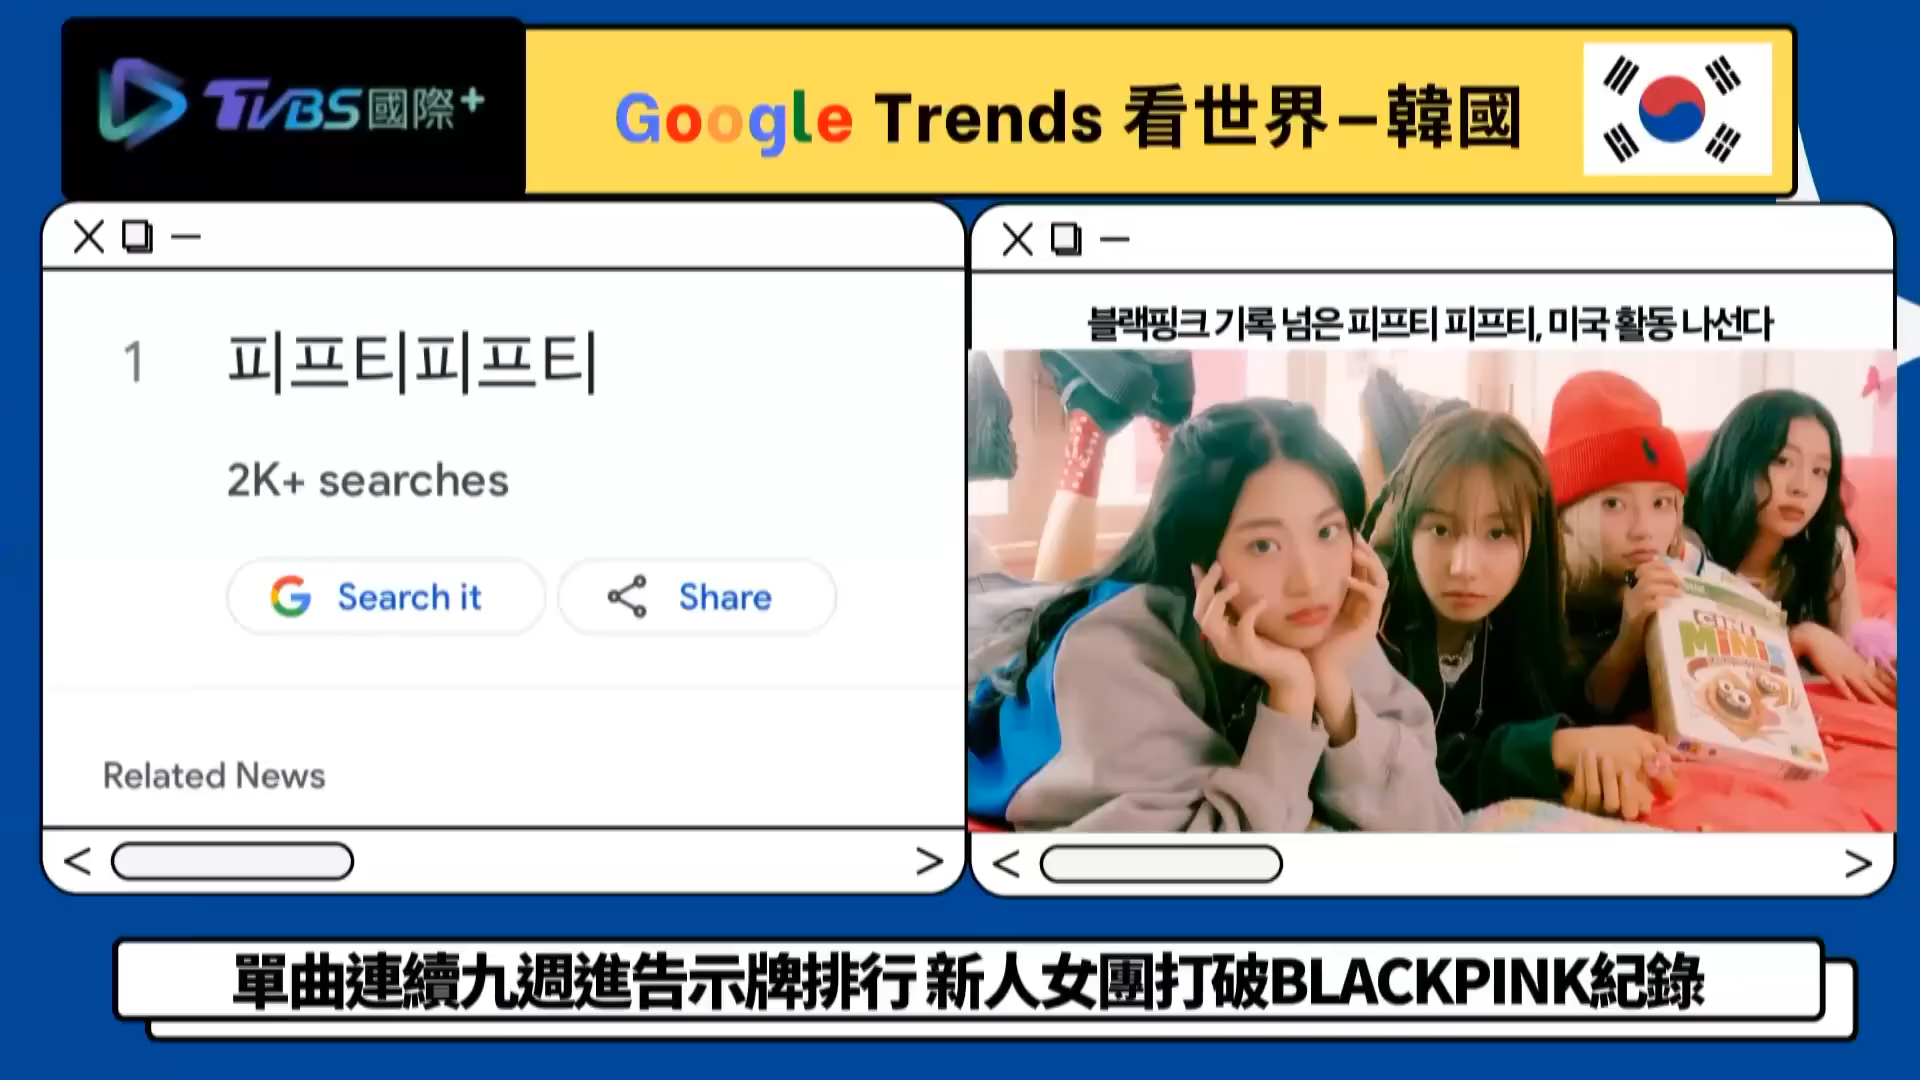 TVBS國際+
Google Trends 看世界-韓國
1 피프티피프티
2K+ searches
Search it
Share
Related News
블랙핑크 기록 넘은 피프티 피프티, 미국 활동 나선다
CINI
MINIS
單曲連續九週進告示牌排行 新人女團打破BLACKPINK紀錄